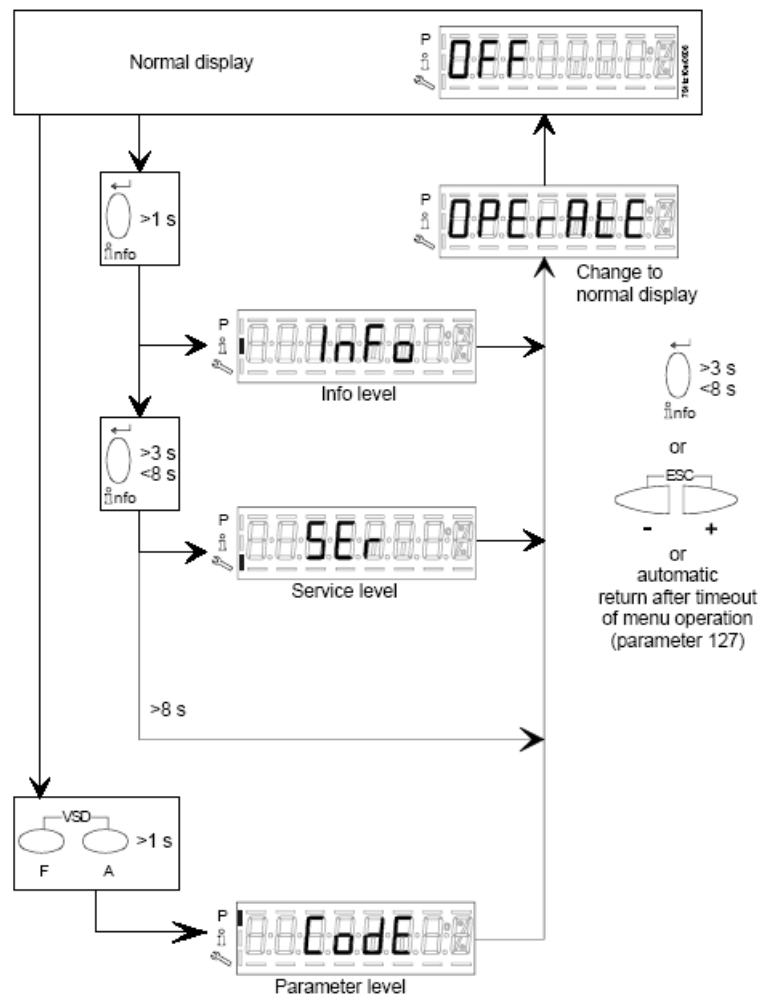 Normal display
P
i
OFF
>1 s
info
P
i
OPErAtE
Change to
normal display
P
i
InFo
Info level
>3 s
<8 s
info
>3 s
<8 s
info
or
ESC
- +
or
automatic
return after timeout
of menu operation
(parameter 127)
P
i
SEr
Service level
>8 s
VSD
>1 s
F A
P
i
CodE
Parameter level